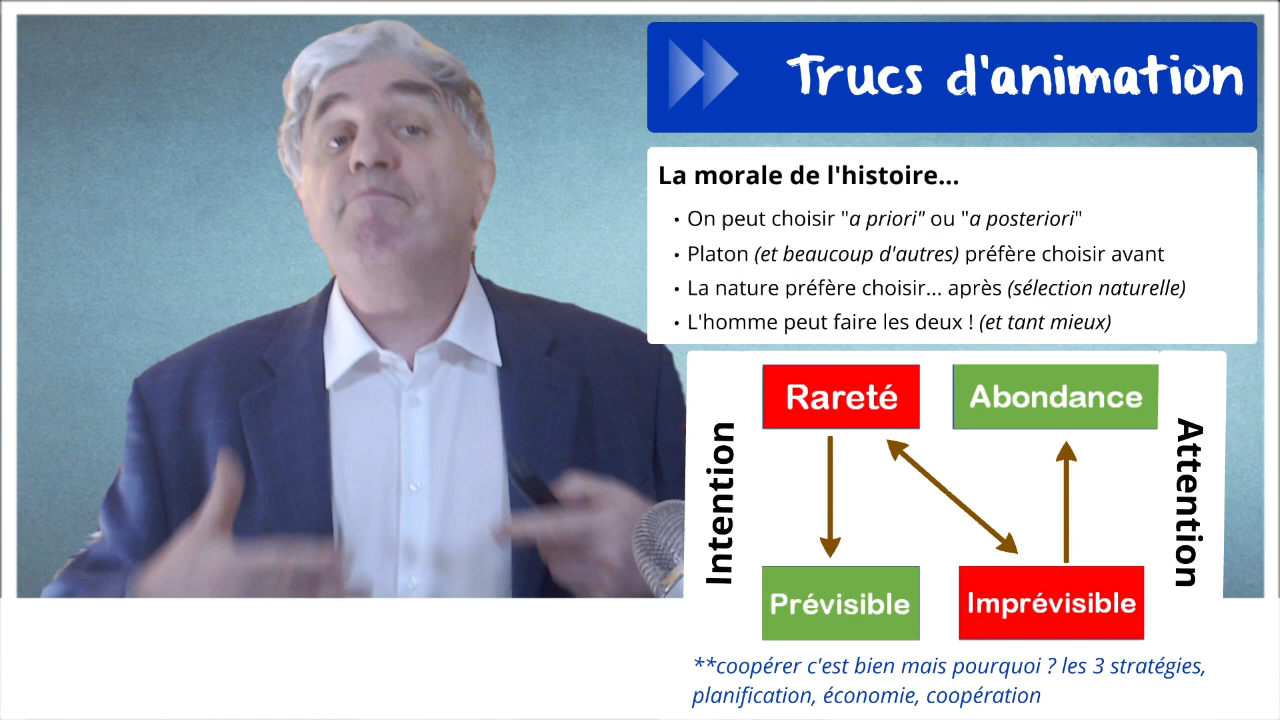 Trucs d'animation
La morale de l'histoire...
• On peut choisir "a priori" ou "a posteriori"
• Platon (et beaucoup d'autres) préfère choisir avant
• La nature préfère choisir... après (sélection naturelle)
• L'homme peut faire les deux ! (et tant mieux)
Rareté
Abondance
Intention
Attention
Prévisible
Imprévisible
**coopérer c'est bien mais pourquoi ? les 3 stratégies,
planification, économie, coopération